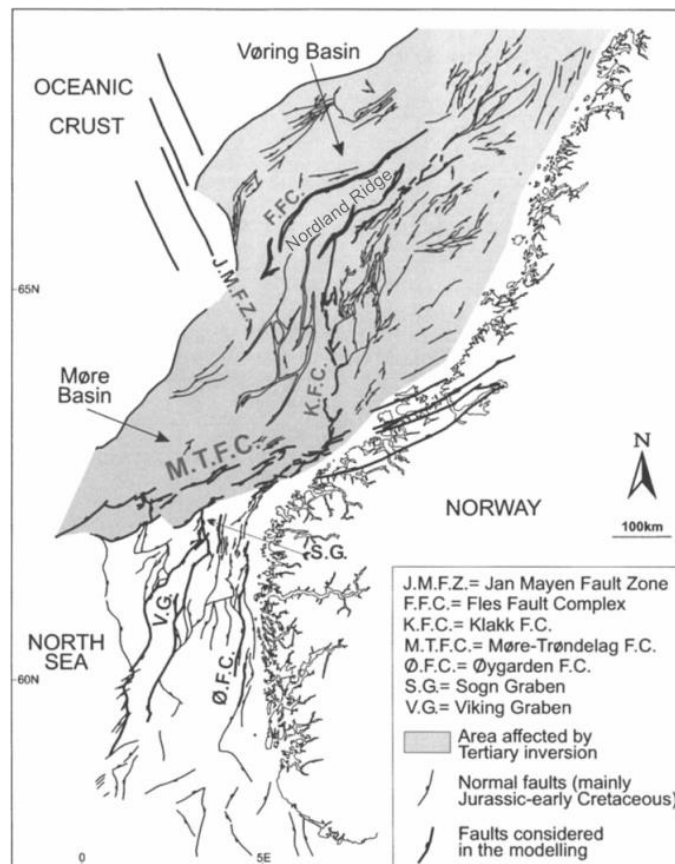 Vøring Basin
OCEANIC
CRUST
F.F.C.
Nordland Ridge
J.M.F.Z.
65N
K.F.C.
Møre
Basin
M.T.F.C.
N
NORWAY
100km
S.G.
V.G.
NORTH
SEA
Ø.F.C.
60N
0
5E
J.M.F.Z.= Jan Mayen Fault Zone
F.F.C.= Fles Fault Complex
K.F.C.= Klakk F.C.
M.T.F.C.= Møre-Trøndelag F.C.
Ø.F.C.= Øygarden F.C.
S.G.= Sogn Graben
V.G.= Viking Graben
Area affected by
Tertiary inversion
Normal faults (mainly
Jurassic-early Cretaceous)
Faults considered
in the modelling